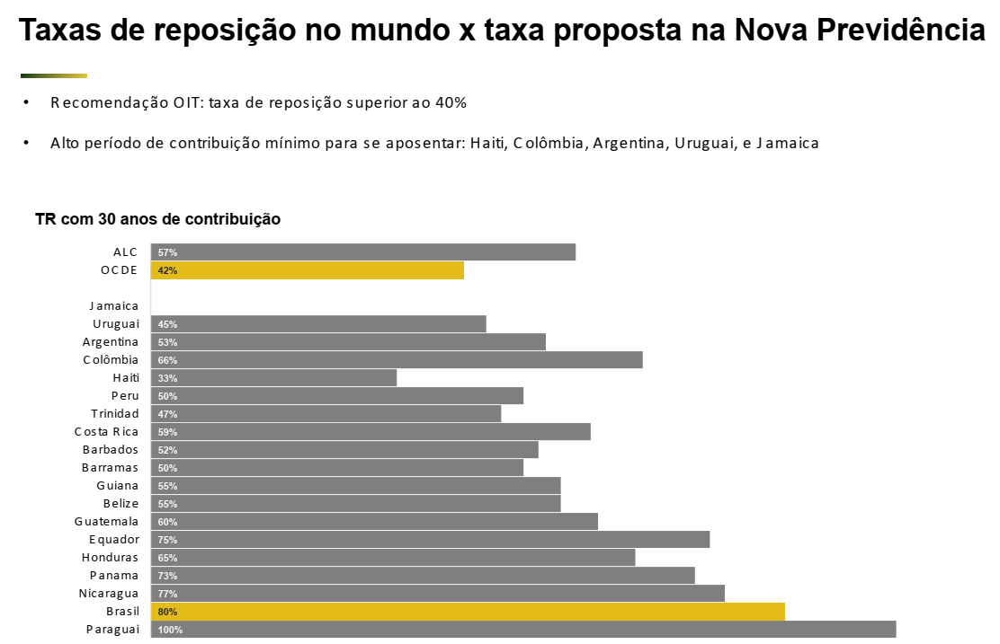 Taxas de reposição no mundo x taxa proposta na Nova Previdência
• Recomendação OIT: taxa de reposição superior ao 40%
• Alto período de contribuição mínimo para se aposentar: Haiti, Colômbia, Argentina, Uruguai, e Jamaica
TR com 30 anos de contribuição
ALC 57%
OCDE 42%
Jamaica
Uruguai 45%
Argentina 53%
Colômbia 66%
Haiti 33%
Peru 50%
Trinidad 47%
Costa Rica 59%
Barbados 52%
Barramas 50%
Guiana 55%
Belize 55%
Guatemala 60%
Equador 75%
Honduras 65%
Panama 73%
Nicaragua 77%
Brasil 80%
Paraguai 100%